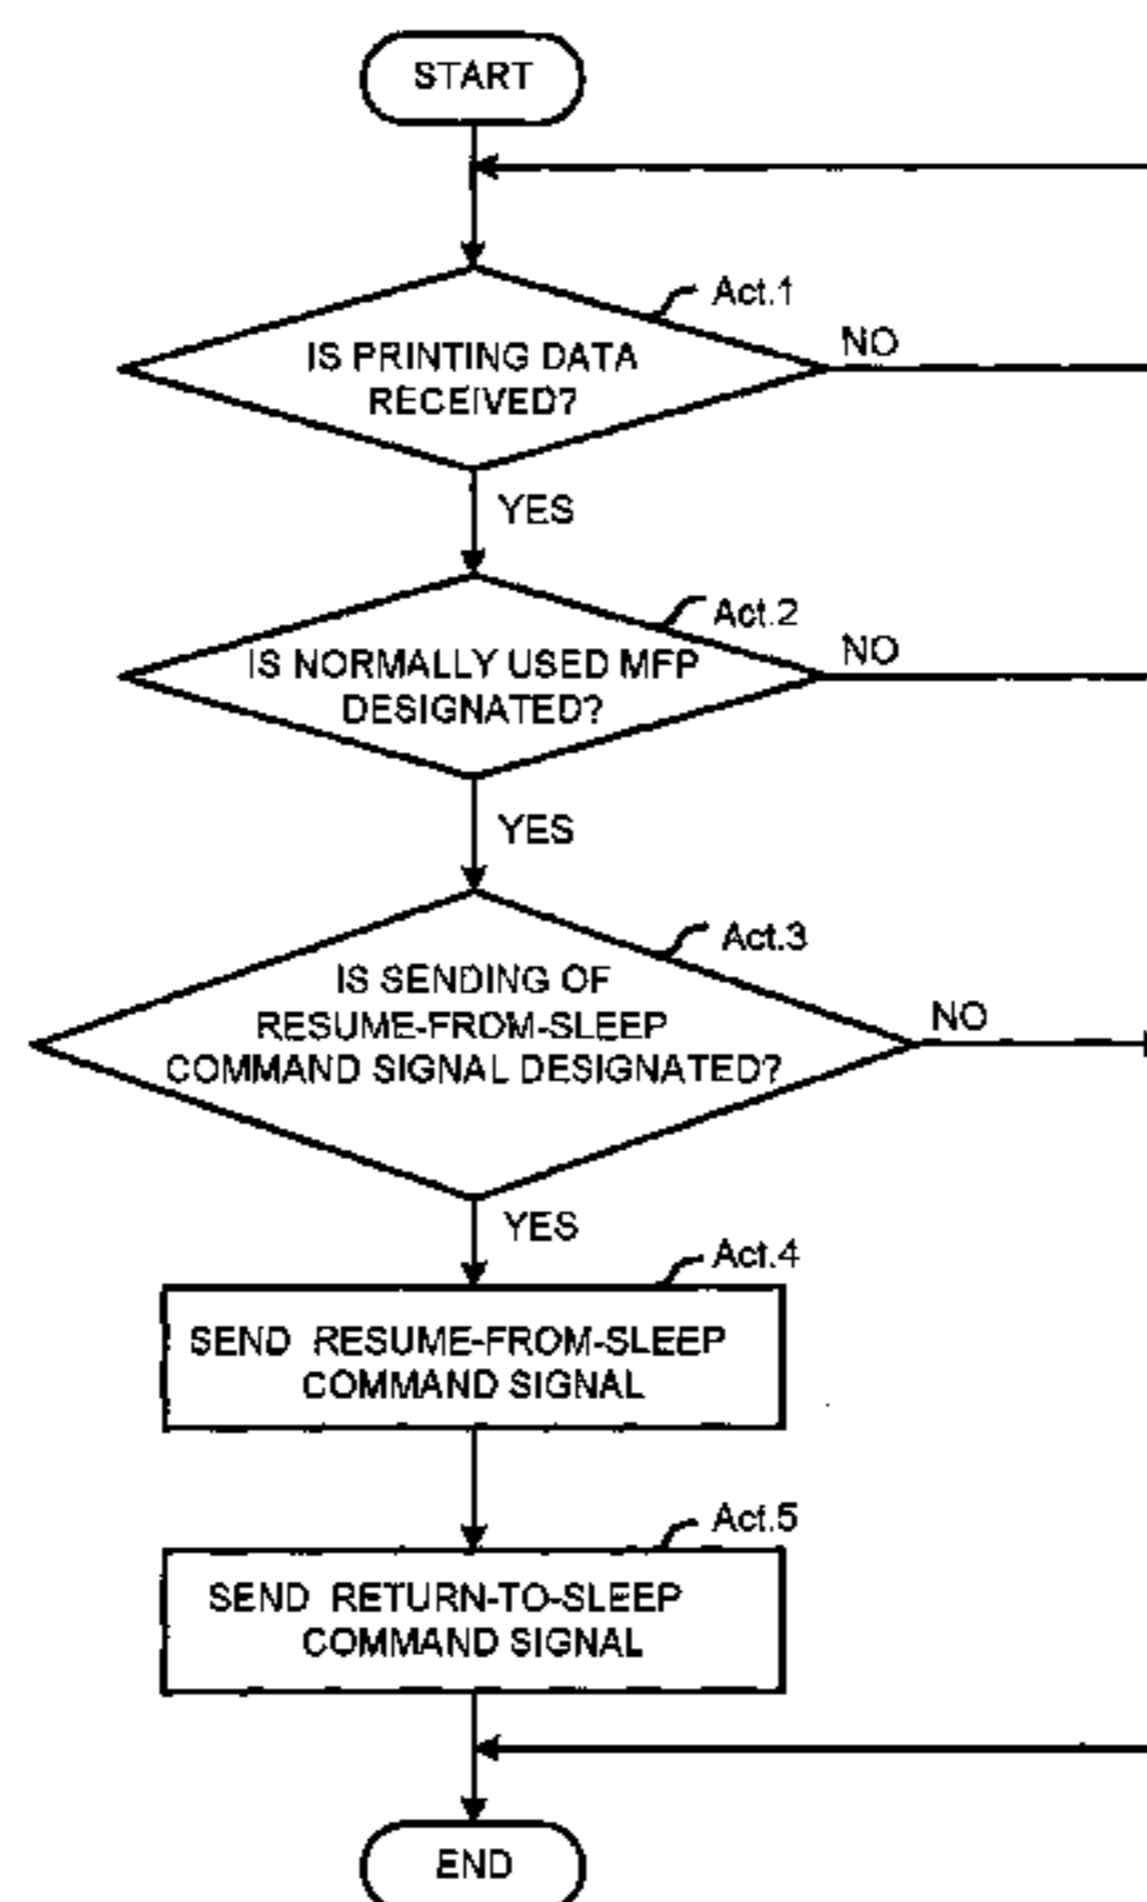 START
Act.1
IS PRINTING DATA
RECEIVED?
NO
YES
Act.2
IS NORMALLY USED MFP
DESIGNATED?
NO
YES
Act.3
IS SENDING OF
RESUME-FROM-SLEEP
COMMAND SIGNAL DESIGNATED?
NO
YES
Act.4
SEND RESUME-FROM-SLEEP
COMMAND SIGNAL
Act.5
SEND RETURN-TO-SLEEP
COMMAND SIGNAL
END